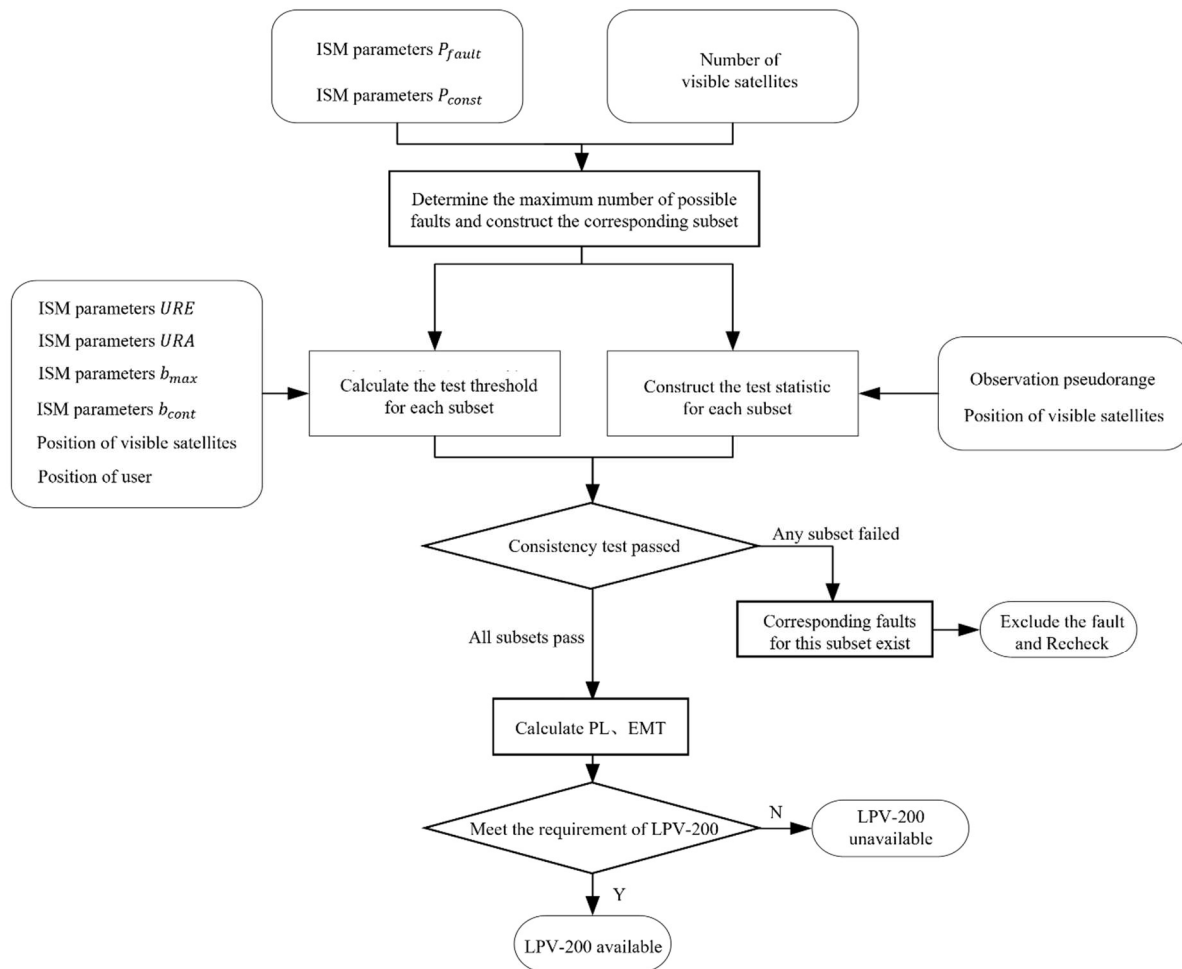 ISM parameters P_fault
ISM parameters P_const
Number of
visible satellites
Determine the maximum number of possible
faults and construct the corresponding subset
ISM parameters URE
ISM parameters URA
ISM parameters b_max
ISM parameters b_cont
Position of visible satellites
Position of user
Calculate the test threshold
for each subset
Construct the test statistic
for each subset
Observation pseudorange
Position of visible satellites
Consistency test passed
Any subset failed
Corresponding faults
for this subset exist
Exclude the fault
and Recheck
All subsets pass
Calculate PL、EMT
Meet the requirement of LPV-200
N
LPV-200
unavailable
Y
LPV-200 available